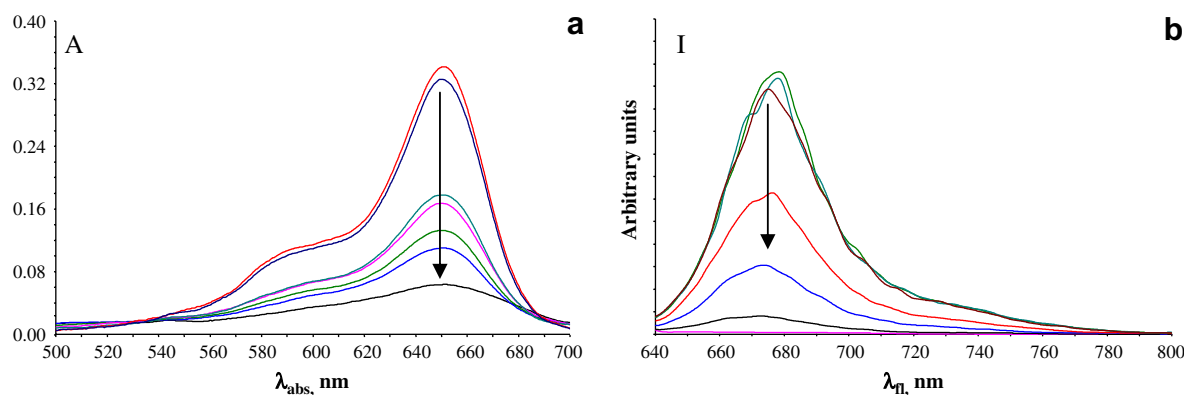 a
A
0.40
0.32
0.24
0.16
0.08
0.00
500 520 540 560 580 600 620 640 660 680 700
λabs, nm
b
I
Arbitrary units
640 660 680 700 720 740 760 780 800
λfl, nm